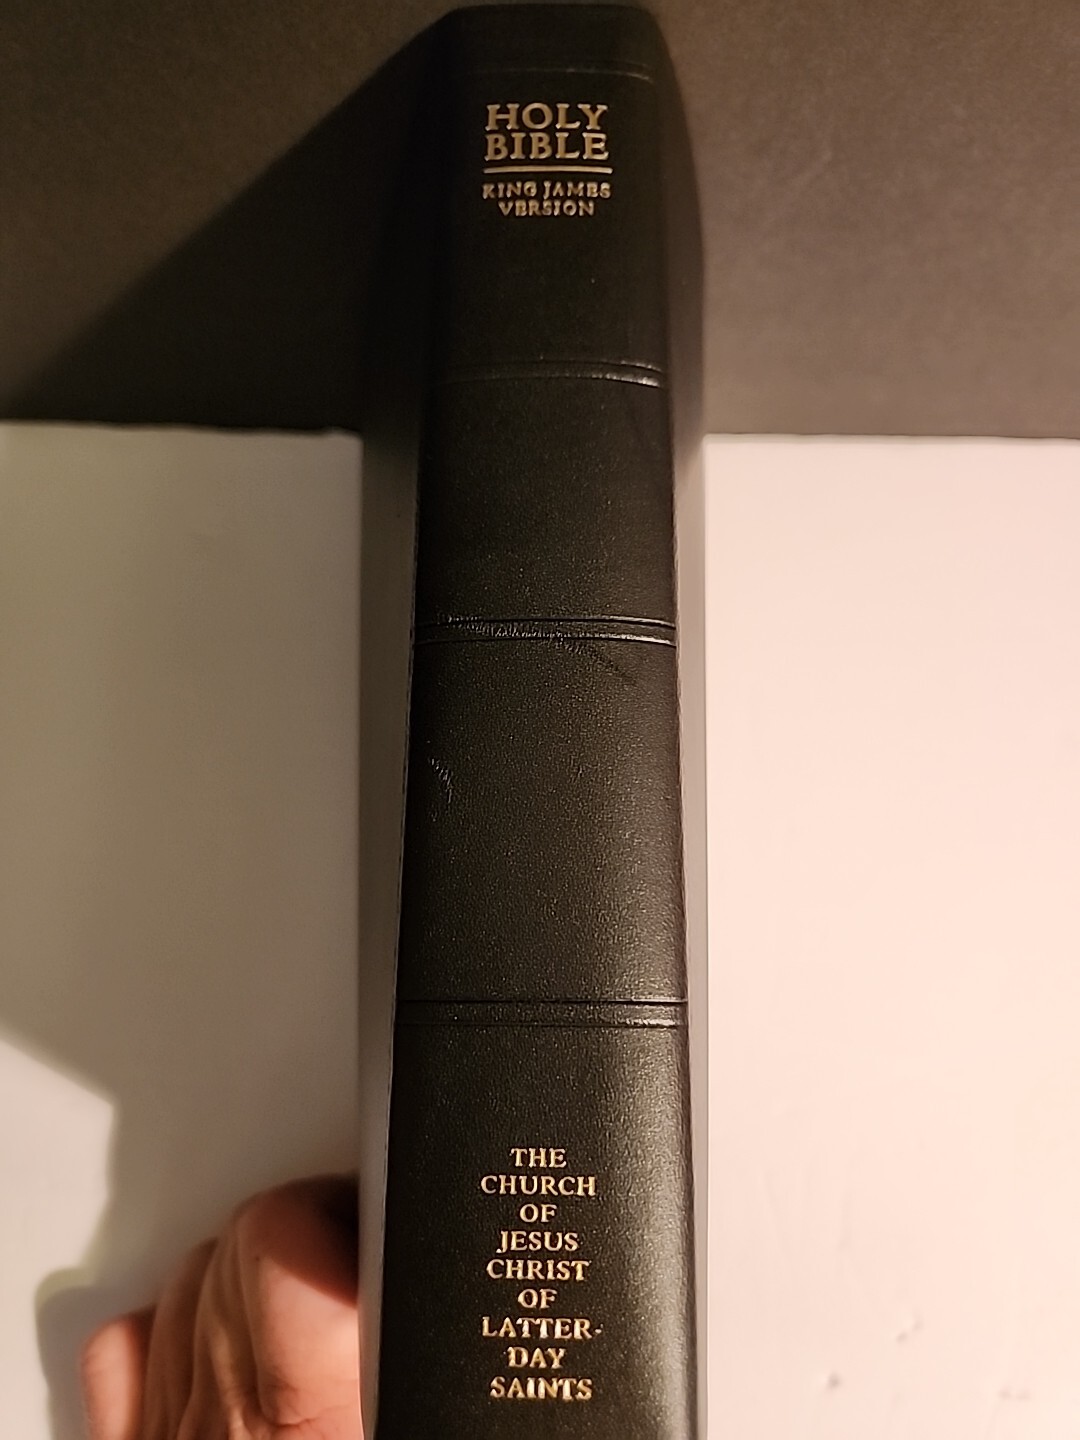 HOLY
BIBLE
KING JAMES
VERSION
THE
CHURCH
OF
JESUS
CHRIST
OF
LATTER-
DAY
SAINTS